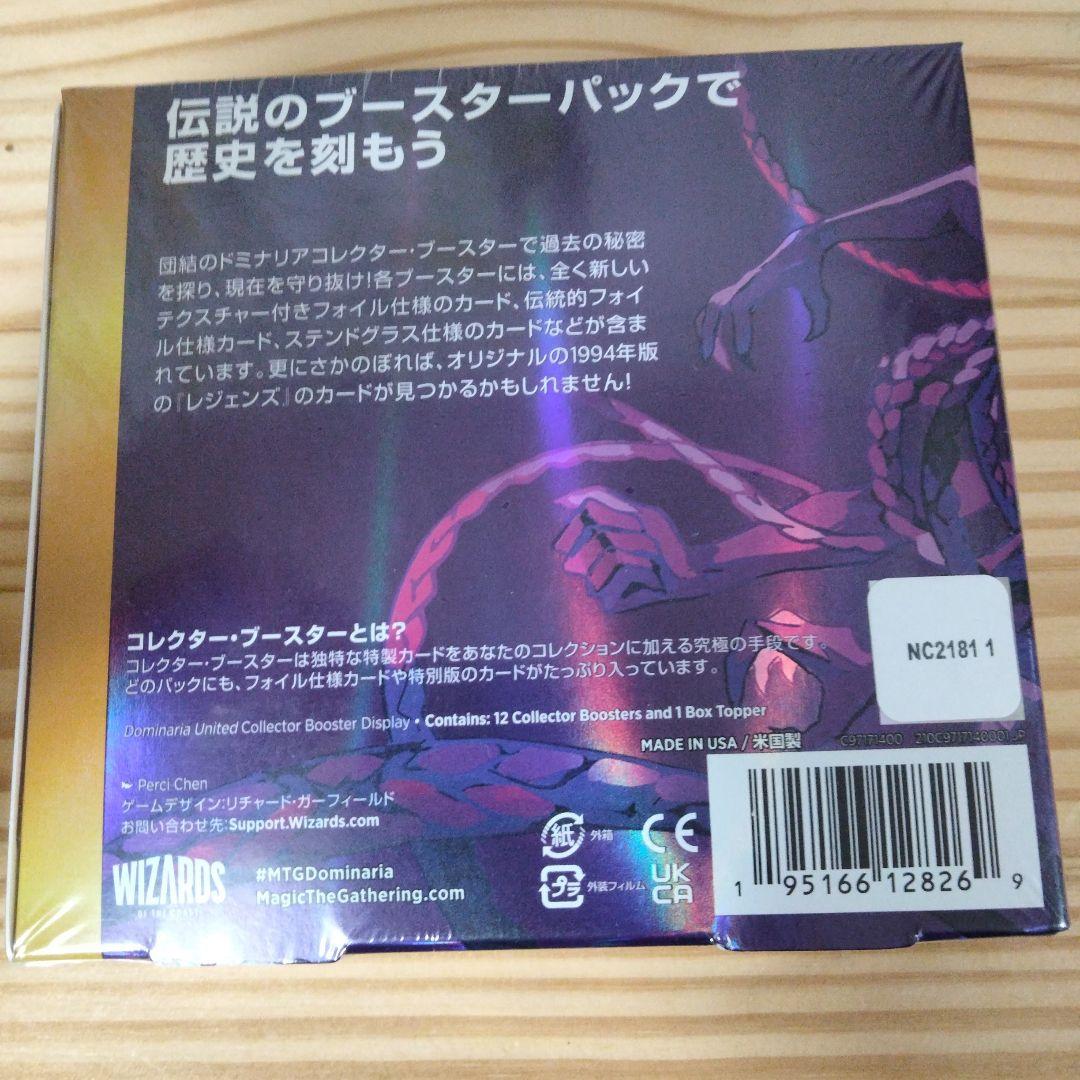 伝説のブースターパックで
歴史を刻もう
団結のドミナリアコレクター・ブースターで過去の秘密
を探り、現在を守り抜け!各ブースターには、全く新しい
テクスチャー付きフォイル仕様のカード、伝統的フォイ
ル仕様カード、ステンドグラス仕様のカードなどが含ま
れています。更にさかのぼれば、オリジナルの1994年版
の『レジェンズ』のカードが見つかるかもしれません!
コレクター・ブースターとは?
コレクター・ブースターは独特な特製カードをあなたのコレクションに加える究極の手段です。
どのパックにも、フォイル仕様カードや特別版のカードがたっぷり入っています。
NC2181 1
Dominaria United Collector Booster Display • Contains: 12 Collector Boosters and 1 Box Topper
MADE IN USA / 米国製 C97171400 210C9717140001 JP
Perci Chen
ゲームデザイン:リチャード・ガーフィールド
お問い合わせ先:Support.Wizards.com
WIZARDS
OF THE COAST
#MTGDominaria
MagicTheGathering.com
紙 外箱
プラ 外装フィルム
CE
UK
CA
1 95166 12826 9